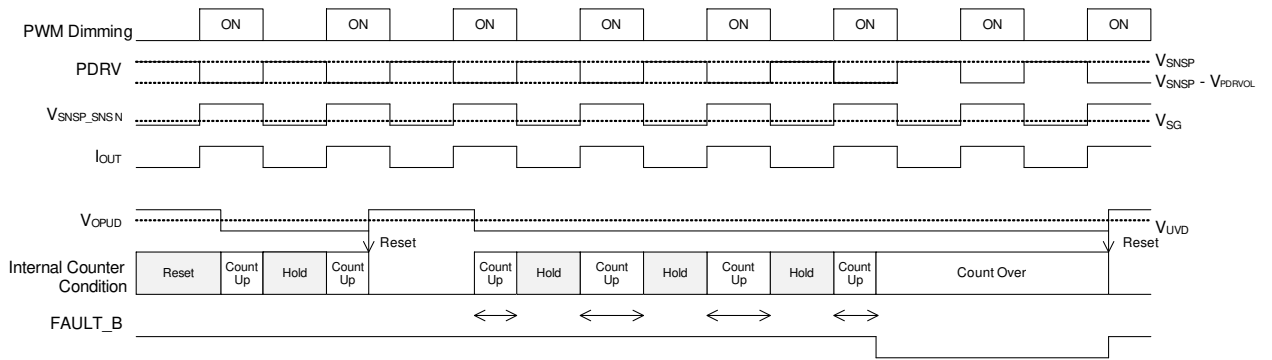 PWM Dimming
ON ON ON ON ON ON ON ON
PDRV
VSNSP
VSNSP - VPDRVOL
VSNSP_SNSN
VSG
IOUT
VOPUD
VUVD
Reset
Reset
Internal Counter
Condition
Reset
Count
Up
Hold
Count
Up
Count
Up
Hold
Count
Up
Hold
Count
Up
Hold
Count
Up
Count Over
FAULT_B